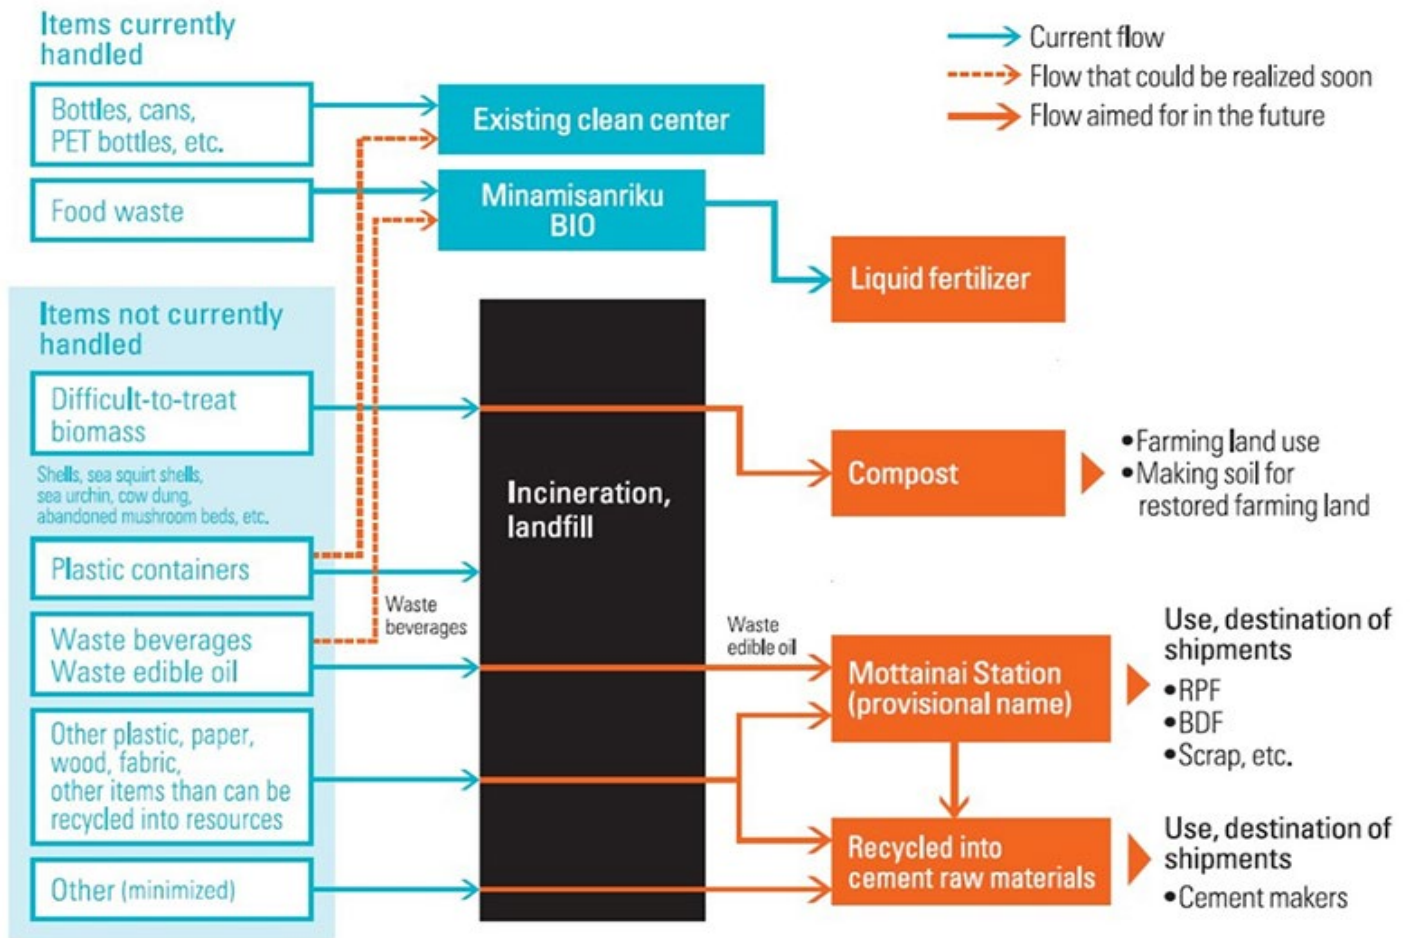 Items currently
handled
Bottles, cans,
PET bottles, etc.
Food waste
Existing clean center
Minamisanriku
BIO
Liquid fertilizer
Current flow
Flow that could be realized soon
Flow aimed for in the future
Items not currently
handled
Difficult-to-treat
biomass
Shells, sea squirt shells,
sea urchin, cow dung,
abandoned mushroom beds, etc.
Plastic containers
Waste beverages
Waste edible oil
Other plastic, paper,
wood, fabric,
other items than can be
recycled into resources
Other (minimized)
Waste
beverages
Incineration,
landfill
Waste
edible oil
Compost
•Farming land use
•Making soil for
restored farming land
Mottainai Station
(provisional name)
Use, destination of
shipments
•RPF
•BDF
•Scrap, etc.
Recycled into
cement raw materials
Use, destination of
shipments
•Cement makers